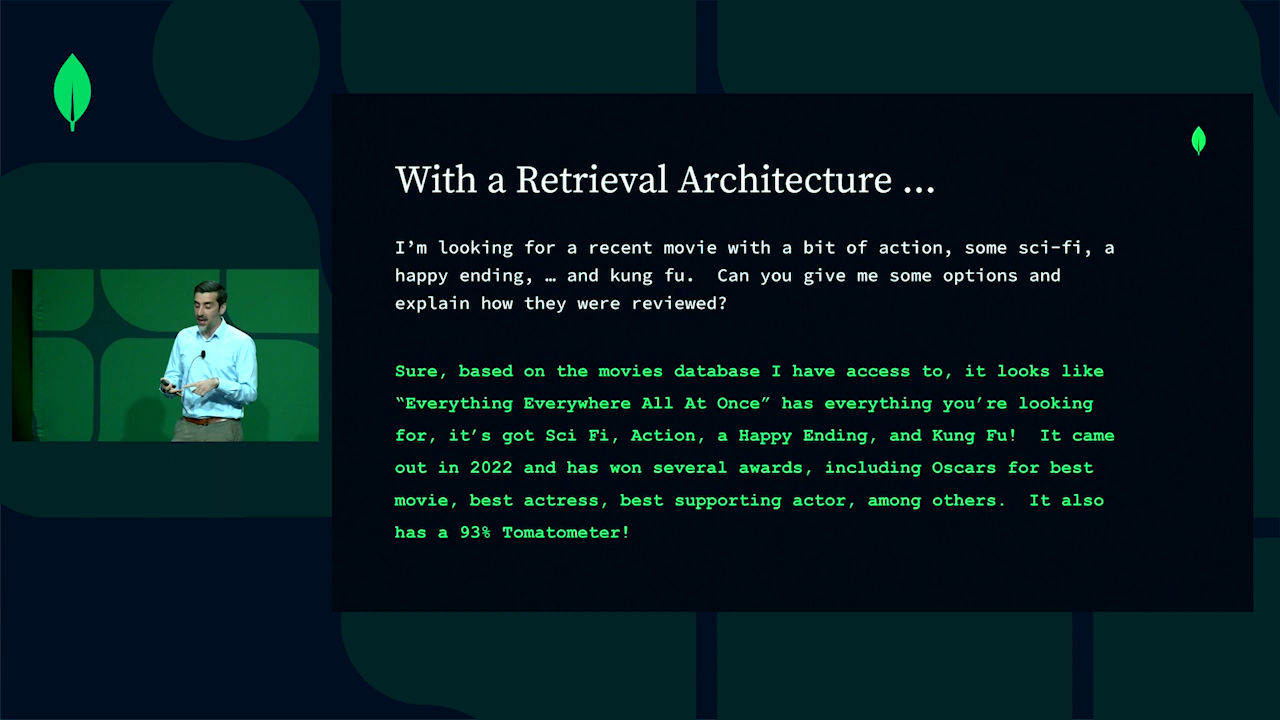 With a Retrieval Architecture ...
I’m looking for a recent movie with a bit of action, some sci-fi, a
happy ending, … and kung fu.  Can you give me some options and
explain how they were reviewed?
Sure, based on the movies database I have access to, it looks like
“Everything Everywhere All At Once” has everything you’re looking
for, it’s got Sci Fi, Action, a Happy Ending, and Kung Fu!  It came
out in 2022 and has won several awards, including Oscars for best
movie, best actress, best supporting actor, among others.  It also
has a 93% Tomatometer!